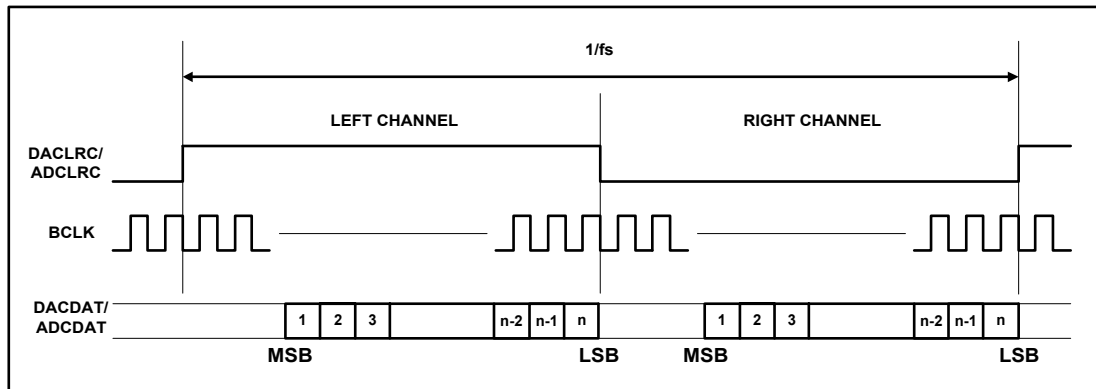 1/fs
LEFT CHANNEL
RIGHT CHANNEL
DACLRC/
ADCLRC
BCLK
DACDAT/
ADCDAT
1 2 3 n-2 n-1 n 1 2 3 n-2 n-1 n
MSB LSB MSB LSB